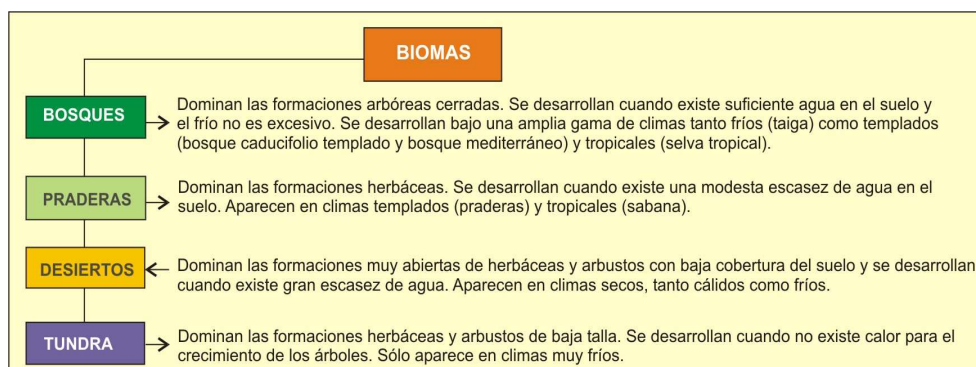 BIOMAS
BOSQUES
Dominan las formaciones arbóreas cerradas. Se desarrollan cuando existe suficiente agua en el suelo y
el frío no es excesivo. Se desarrollan bajo una amplia gama de climas tanto fríos (taiga) como templados
(bosque caducifolio templado y bosque mediterráneo) y tropicales (selva tropical).
PRADERAS
Dominan las formaciones herbáceas. Se desarrollan cuando existe una modesta escasez de agua en el
suelo. Aparecen en climas templados (praderas) y tropicales (sabana).
DESIERTOS
Dominan las formaciones muy abiertas de herbáceas y arbustos con baja cobertura del suelo y se desarrollan
cuando existe gran escasez de agua. Aparecen en climas secos, tanto cálidos como fríos.
TUNDRA
Dominan las formaciones herbáceas y arbustos de baja talla. Se desarrollan cuando no existe calor para el
crecimiento de los árboles. Sólo aparece en climas muy fríos.